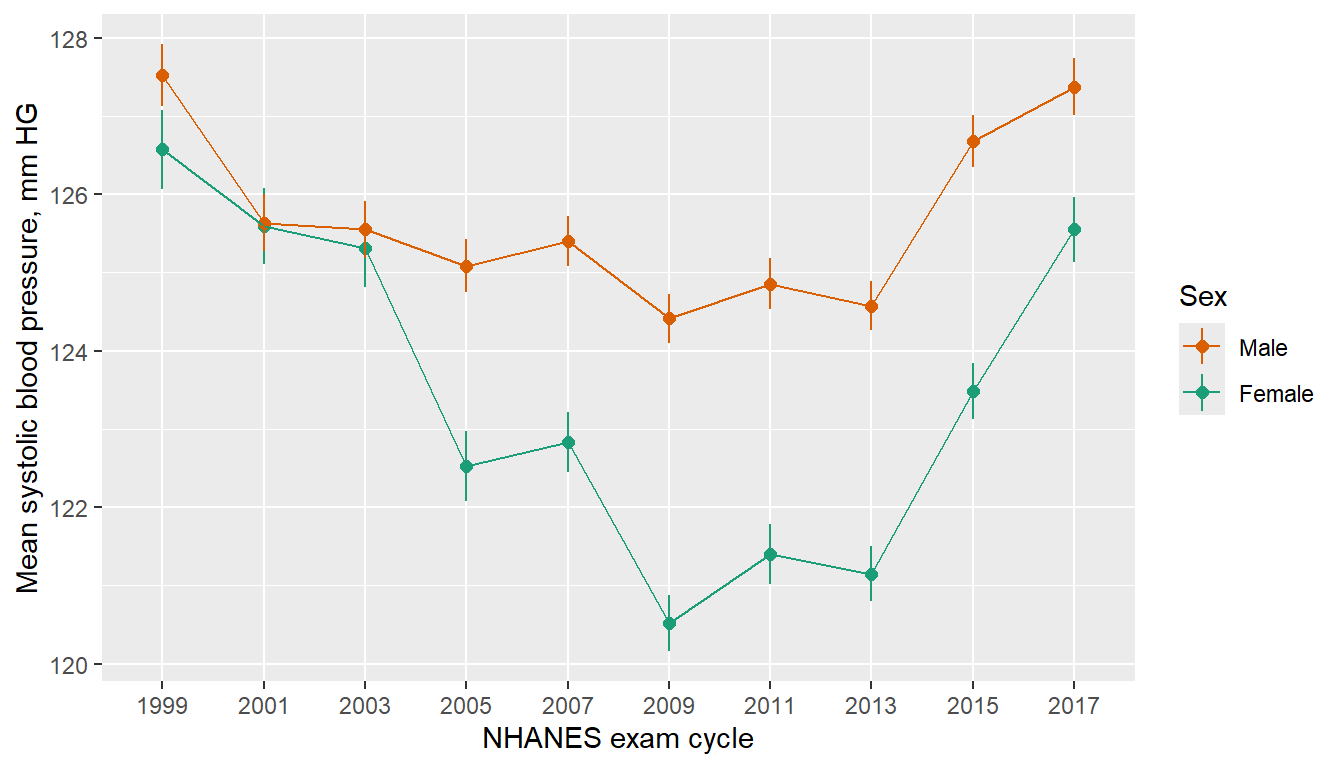 Mean systolic blood pressure, mm HG
128
126
124
122
120
1999 2001 2003 2005 2007 2009 2011 2013 2015 2017
NHANES exam cycle
Sex
Male
Female